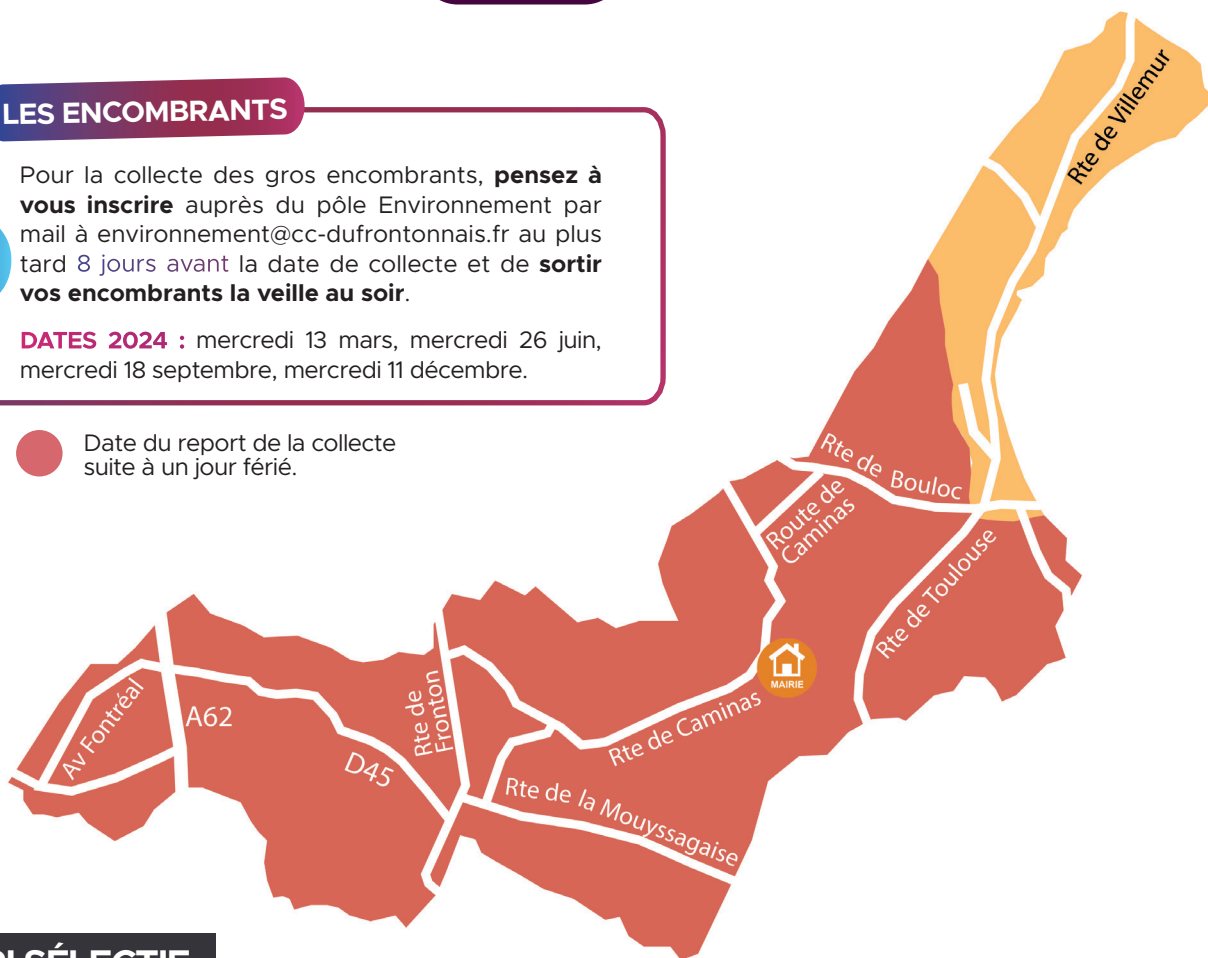 LES ENCOMBRANTS
Pour la collecte des gros encombrants, pensez à
vous inscrire auprès du pôle Environnement par
mail à environnement@cc-dufrontonnais.fr au plus
tard 8 jours avant la date de collecte et de sortir
vos encombrants la veille au soir.
DATES 2024 : mercredi 13 mars, mercredi 26 juin,
mercredi 18 septembre, mercredi 11 décembre.
Date du report de la collecte
suite à un jour férié.
Rte de Villemur
Rte de Bouloc
Route de
Caminas
Rte de Toulouse
MAIRIE
Av Fontréal
A62
Rte de
Fronton
D45
Rte de Caminas
Rte de la Mouyssagaise
SÉLECTIF